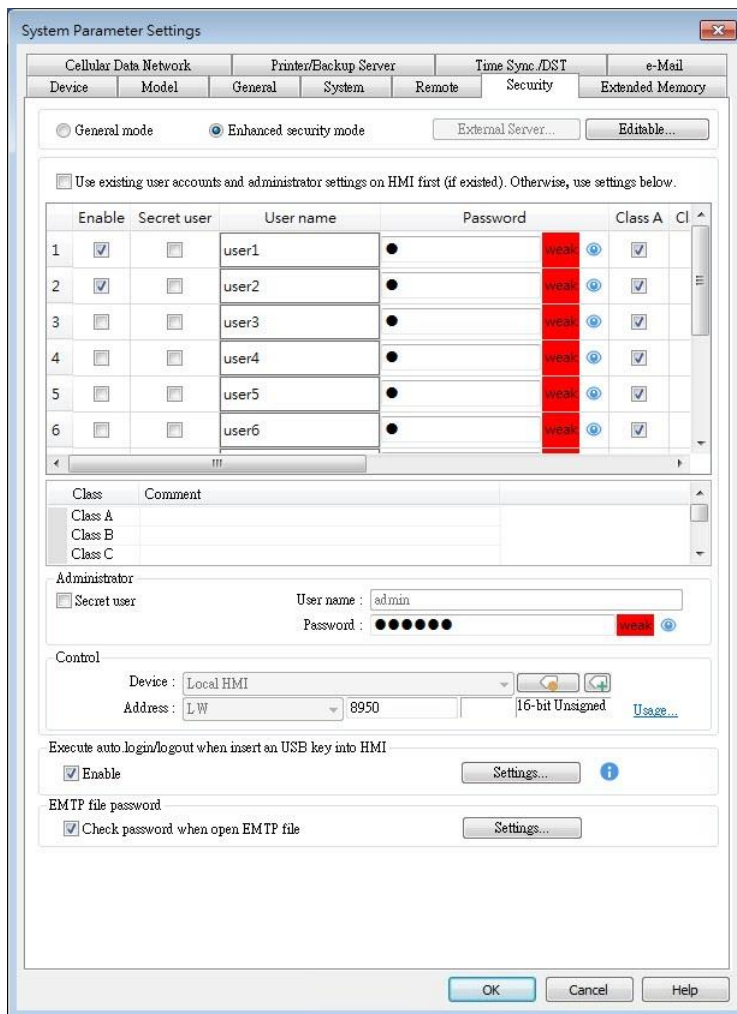 System Parameter Settings
Cellular Data Network Printer/Backup Server Time Sync./DST e-Mail
Device Model General System Remote Security Extended Memory
General mode Enhanced security mode External Server... Editable...
Use existing user accounts and administrator settings on HMI first (if existed). Otherwise, use settings below.
Enable Secret user User name Password Class A Cl
1 user1 weak
2 user2 weak
3 user3 weak
4 user4 weak
5 user5 weak
6 user6 weak
Class Comment
Class A
Class B
Class C
Administrator
Secret user User name : admin
Password : weak
Control
Device : Local HMI
Address : LW 8950 16-bit Unsigned Usage...
Execute auto.login/logout when insert an USB key into HMI
Enable Settings...
EMTP file password
Check password when open EMTP file Settings...
OK Cancel Help